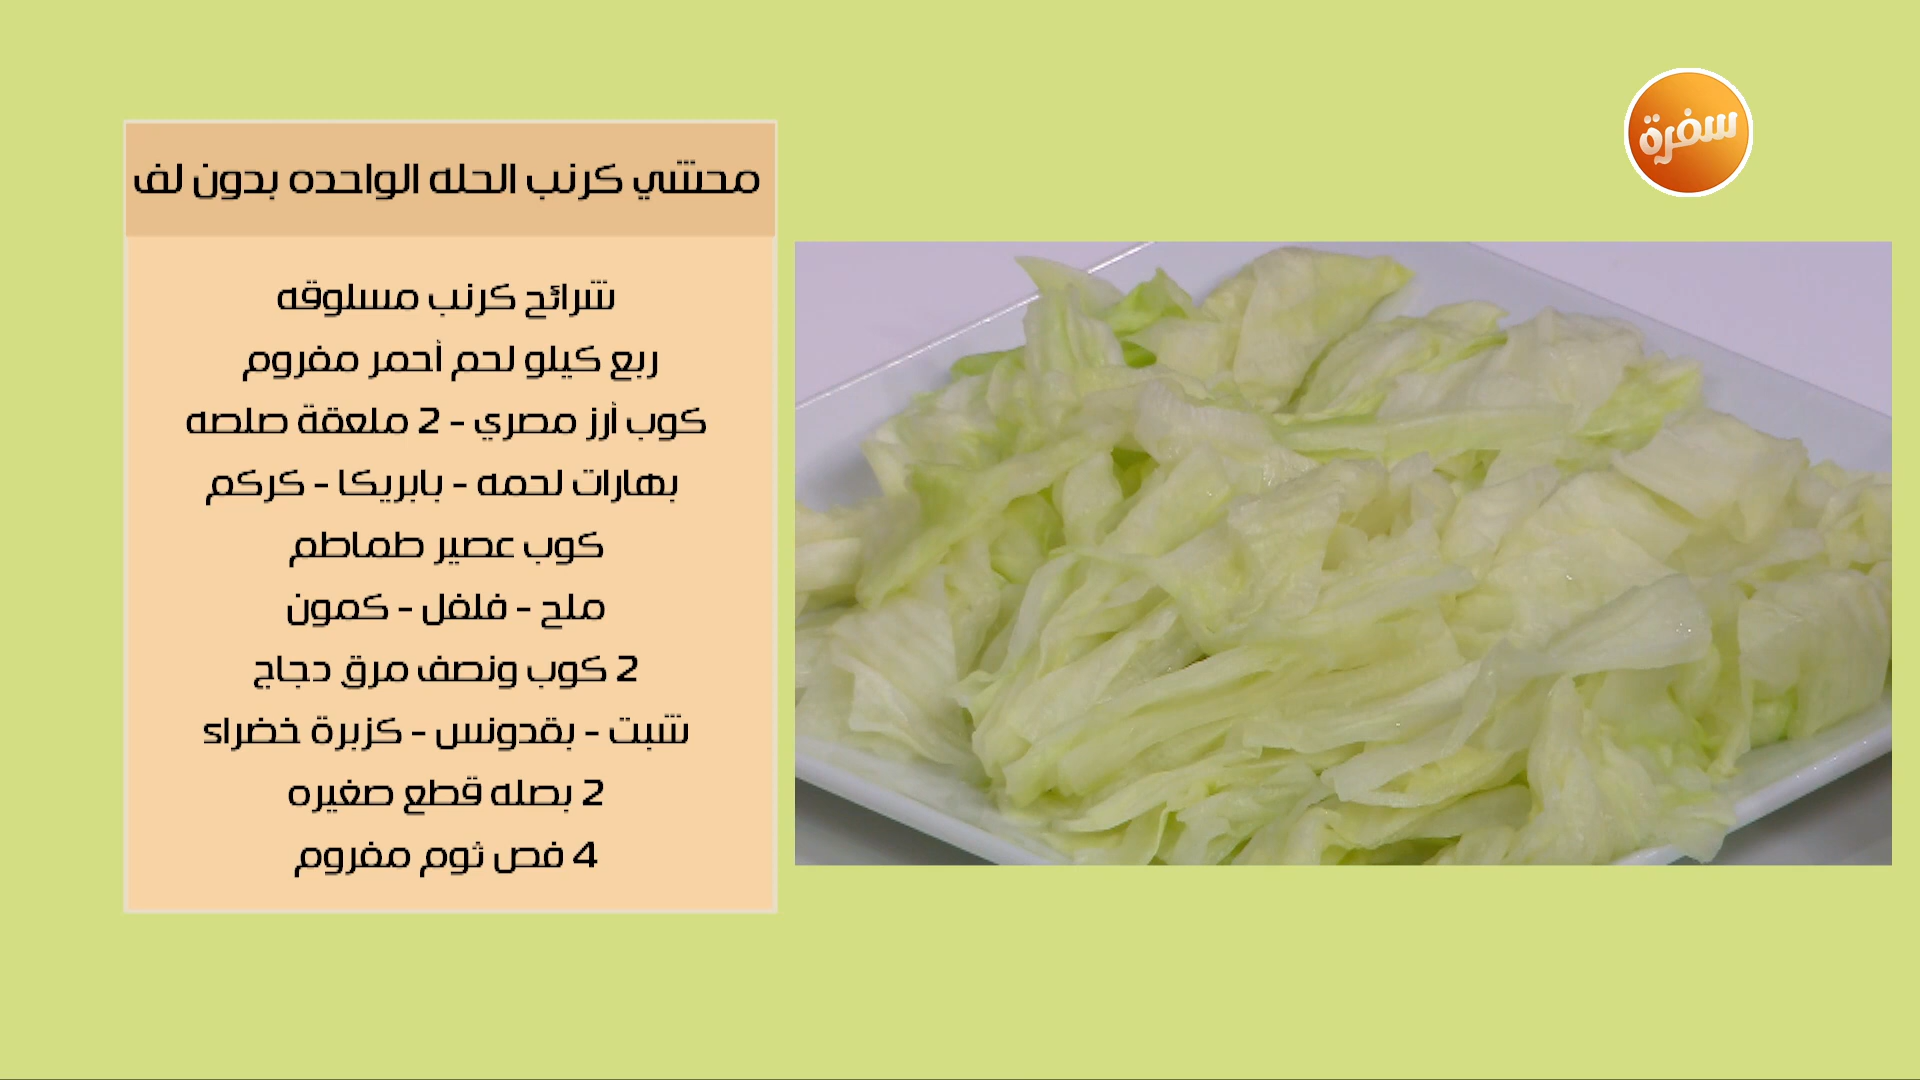 سفرة
محشي كرنب الحله الواحده بدون لف
شرائح كرنب مسلوقه
ربع كيلو لحم أحمر مفروم
كوب أرز مصري - 2 ملعقة صلصه
بهارات لحمه - بابريكا - كركم
كوب عصير طماطم
ملح - فلفل - كمون
2 كوب ونصف مرق دجاج
شبت - بقدونس - كزبرة خضراء
2 بصله قطع صغيره
4 فص ثوم مفروم